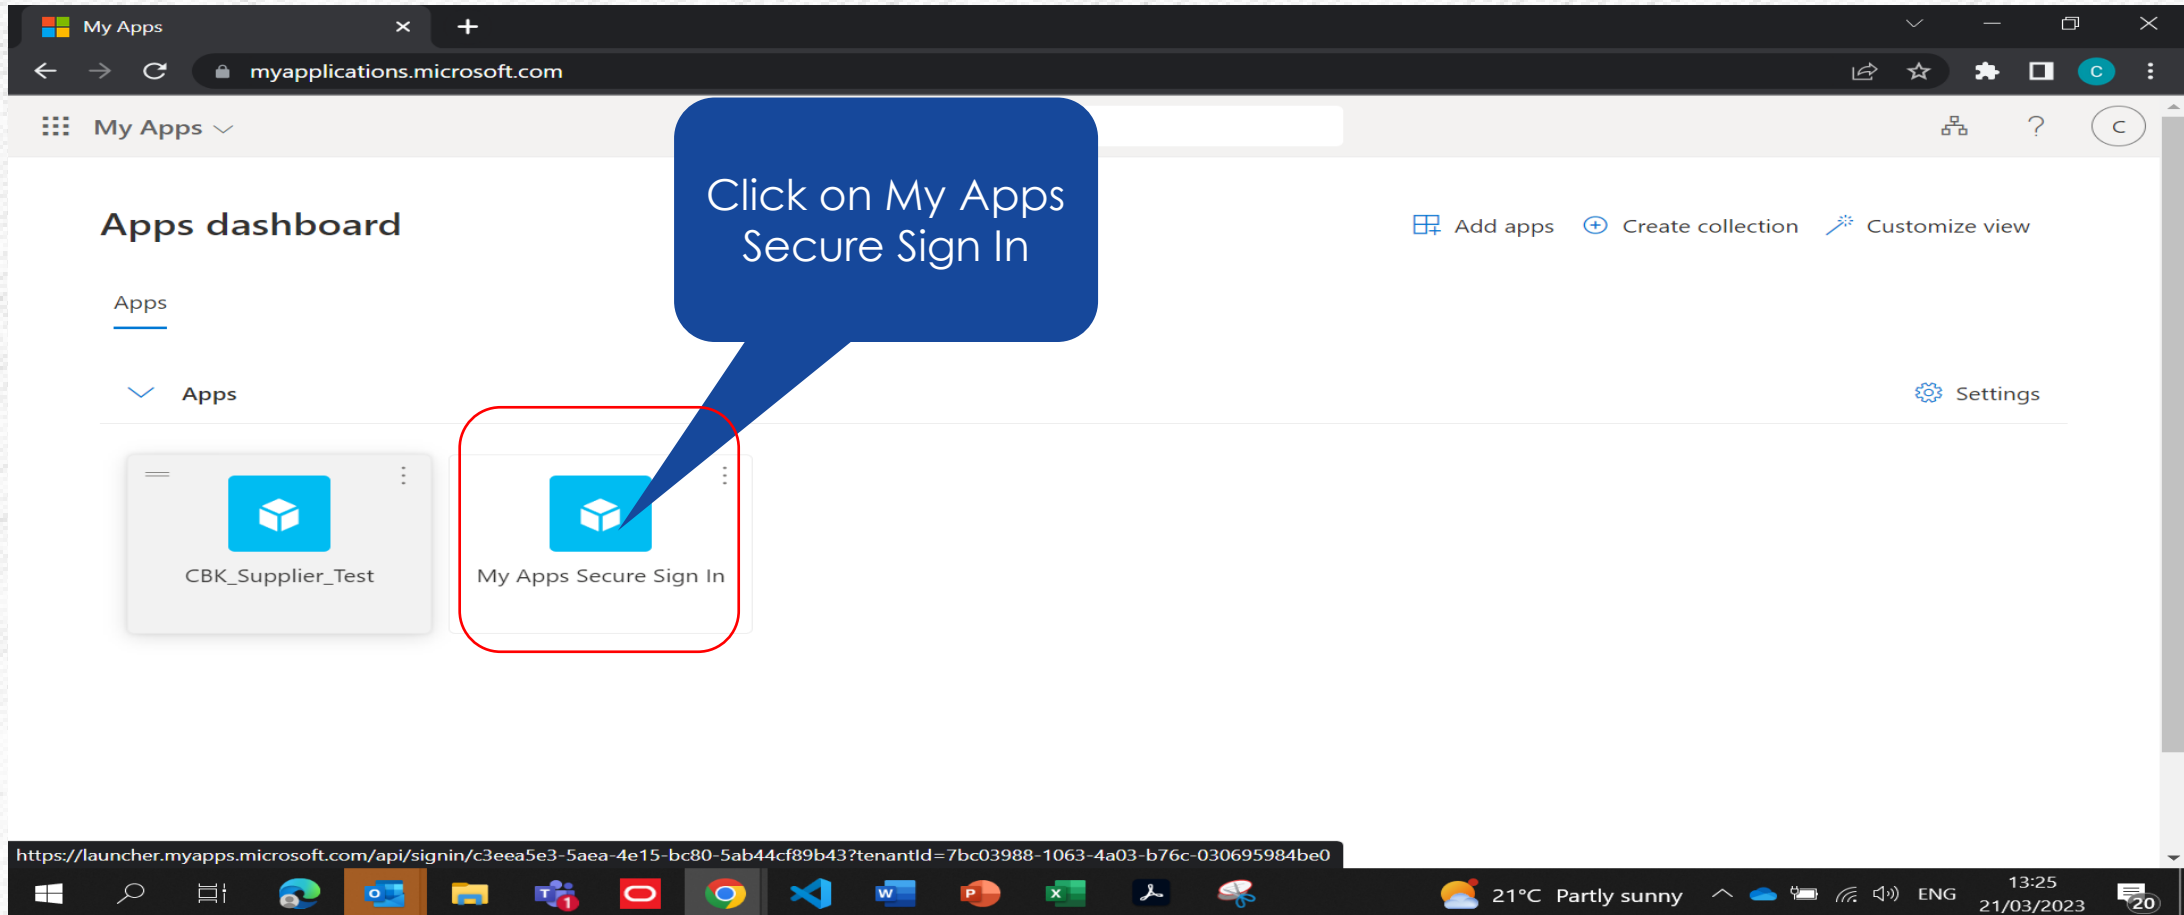 My Apps
myapplications.microsoft.com
C
My Apps
C
Click on My Apps
Secure Sign In
Apps dashboard
Add apps
Create collection
Customize view
Apps
Apps
Settings
CBK_Supplier_Test
My Apps Secure Sign In
https://launcher.myapps.microsoft.com/api/signin/c3eea5e3-5aea-4e15-bc80-5ab44cf89b43?tenantId=7bc03988-1063-4a03-b76c-030695984be0
1
21°C Partly sunny
ENG
13:25
21/03/2023
20